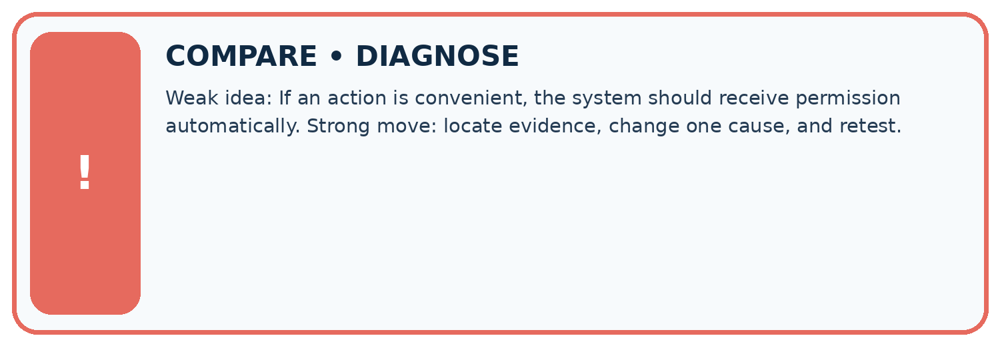 COMPARE • DIAGNOSE
Weak idea: If an action is convenient, the system should receive permission
automatically. Strong move: locate evidence, change one cause, and retest.
!